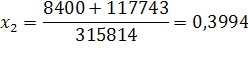 x₂ = (8400 + 117743) / 315814 = 0,3994